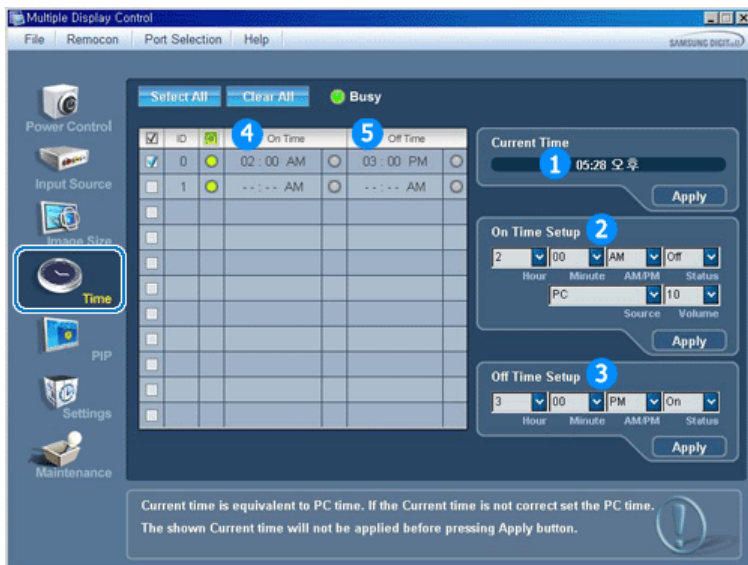 Multiple Display Control
File Remocon Port Selection Help
SAMSUNG DIGITall
Select All Clear All Busy
Power Control
Input Source
Image Size
Time
PIP
Settings
Maintenance
ID 4 On Time 5 Off Time
0 02 : 00 AM 03 : 00 PM
1 - - : - - AM - - : - - AM
Current Time
1 05:28 오후
Apply
On Time Setup 2
2 00 AM Off
Hour Minute AM/PM Status
PC 10
Source Volume
Apply
Off Time Setup 3
3 00 PM On
Hour Minute AM/PM Status
Apply
Current time is equivalent to PC time. If the Current time is not correct set the PC time.
The shown Current time will not be applied before pressing Apply button.